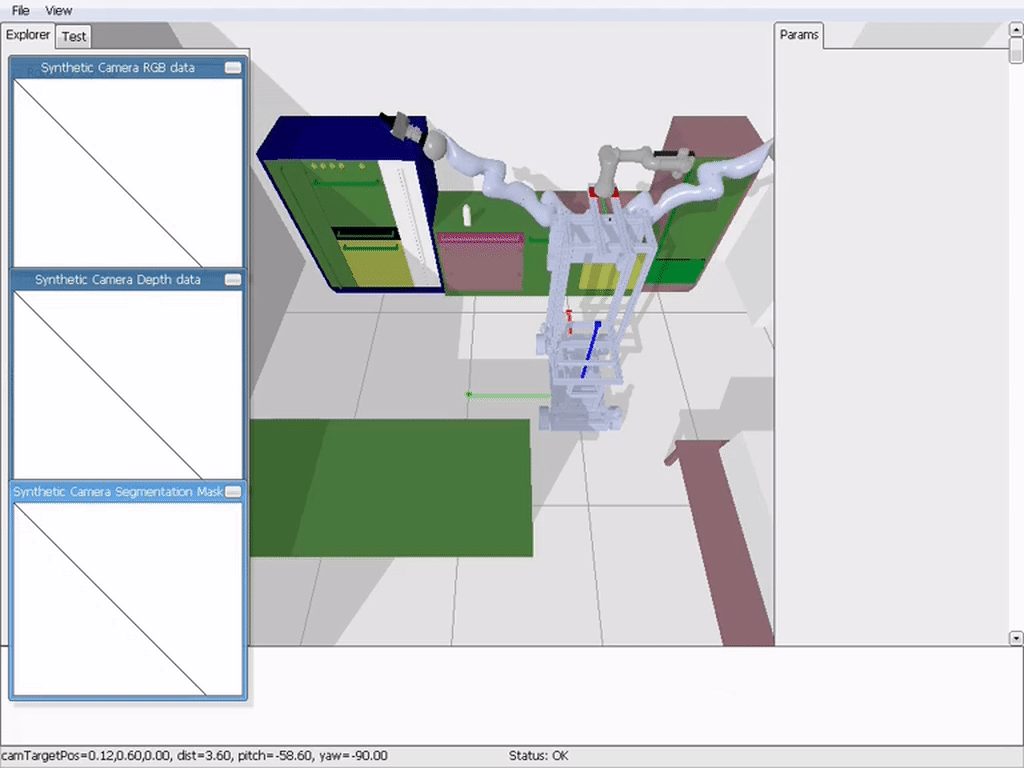 File View
Explorer Test
Params
Synthetic Camera RGB data
Synthetic Camera Depth data
Synthetic Camera Segmentation Mask
camTargetPos=0.12,0.60,0.00, dist=3.60, pitch=-58.60, yaw=-90.00 Status: OK